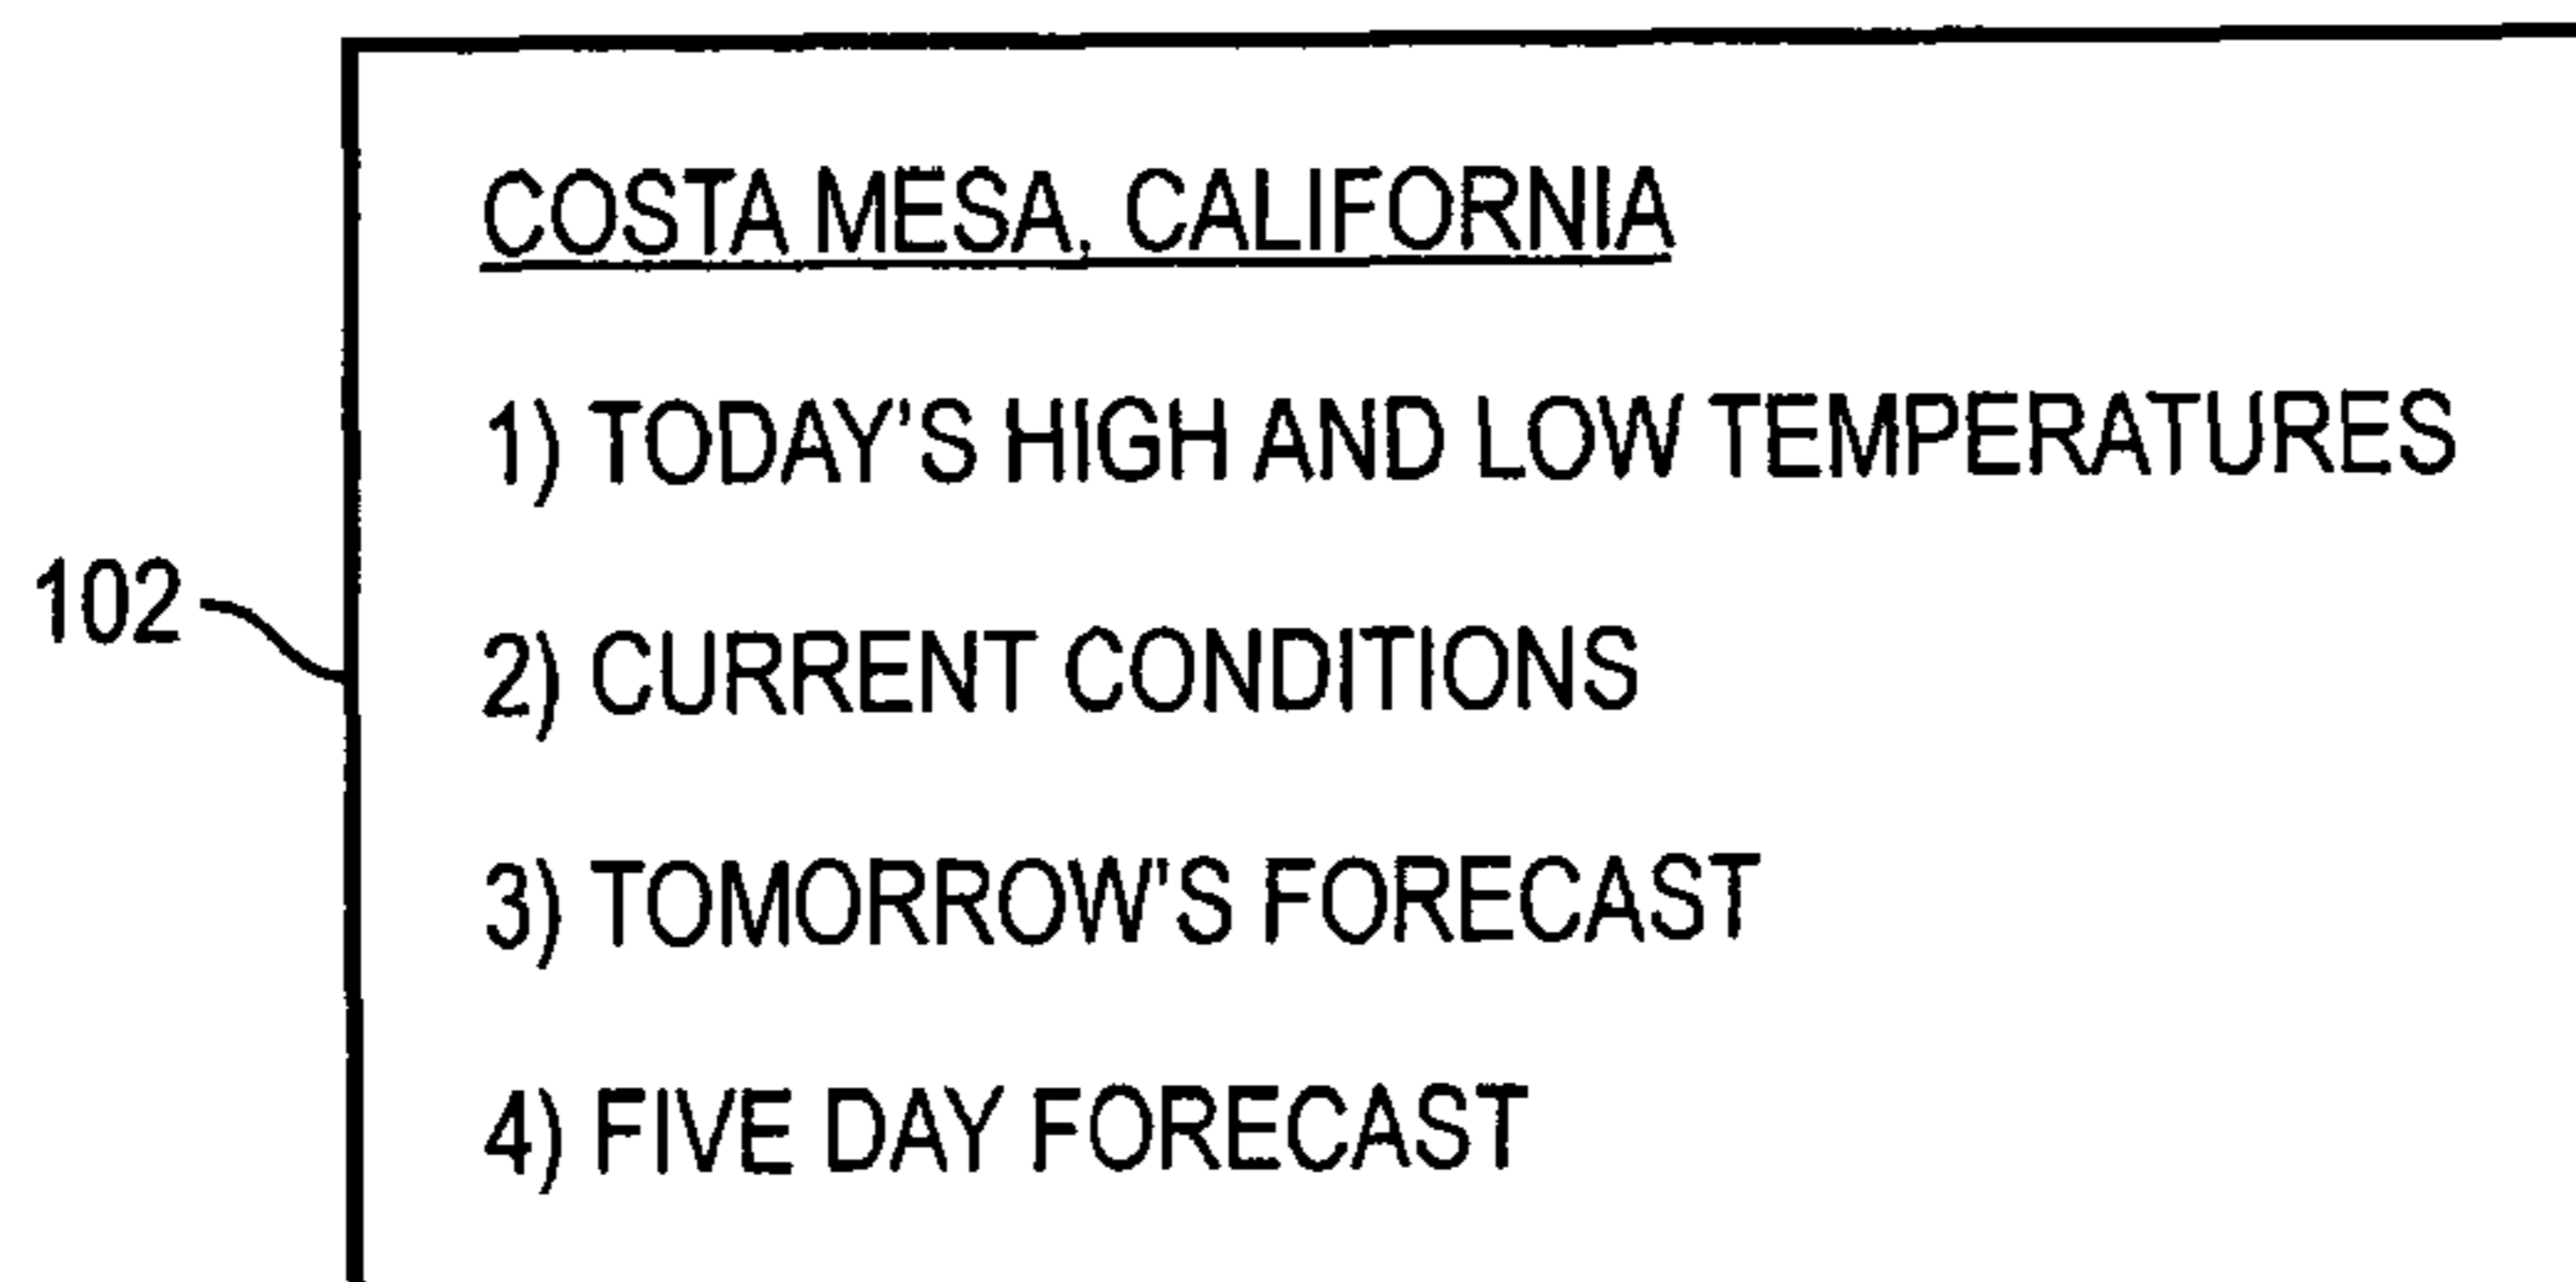 COSTA MESA, CALIFORNIA
1) TODAY'S HIGH AND LOW TEMPERATURES
102
2) CURRENT CONDITIONS
3) TOMORROW'S FORECAST
4) FIVE DAY FORECAST